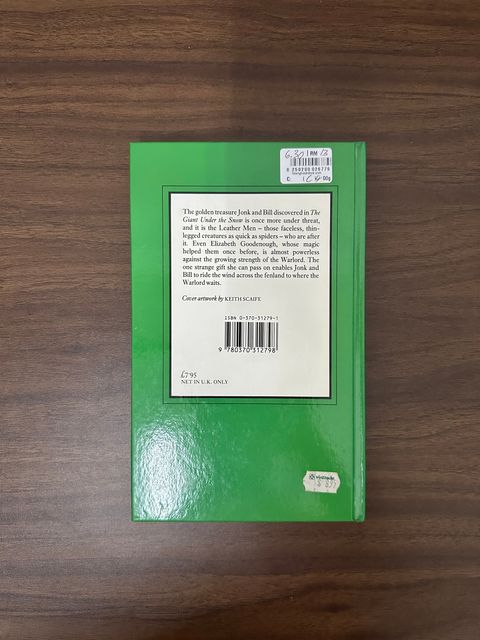 RM 13
The golden treasure Jonk and Bill discovered in The
Giant Under the Snow is once more under threat,
and it is the Leather Men – those faceless, thin-
legged creatures as quick as spiders – who are after
it. Even Elizabeth Goodenough, whose magic
helped them once before, is almost powerless
against the growing strength of the Warlord. The
one strange gift she can pass on enables Jonk and
Bill to ride the wind across the fenland to where the
Warlord waits.
Cover artwork by KEITH SCAIFE
ISBN 0-370-31279-1
9 780370 312798
£7.95
NET IN U.K. ONLY